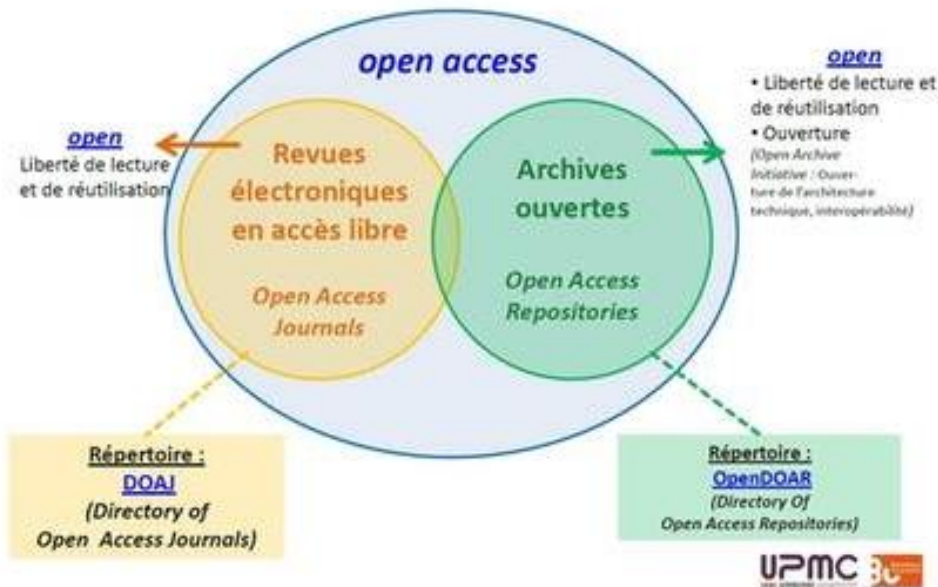 open access
open
Liberté de lecture
et de réutilisation
Revues
électroniques
en accès libre
Open Access
Journals
Archives
ouvertes
Open Access
Repositories
open
• Liberté de lecture et
de réutilisation
• Ouverture
(Open Archive
Initiative : Ouver-
ture de l'architecture
technique, interopérabilité)
Répertoire :
DOAJ
(Directory of
Open Access Journals)
Répertoire :
OpenDOAR
(Directory Of
Open Access Repositories)
UPMC